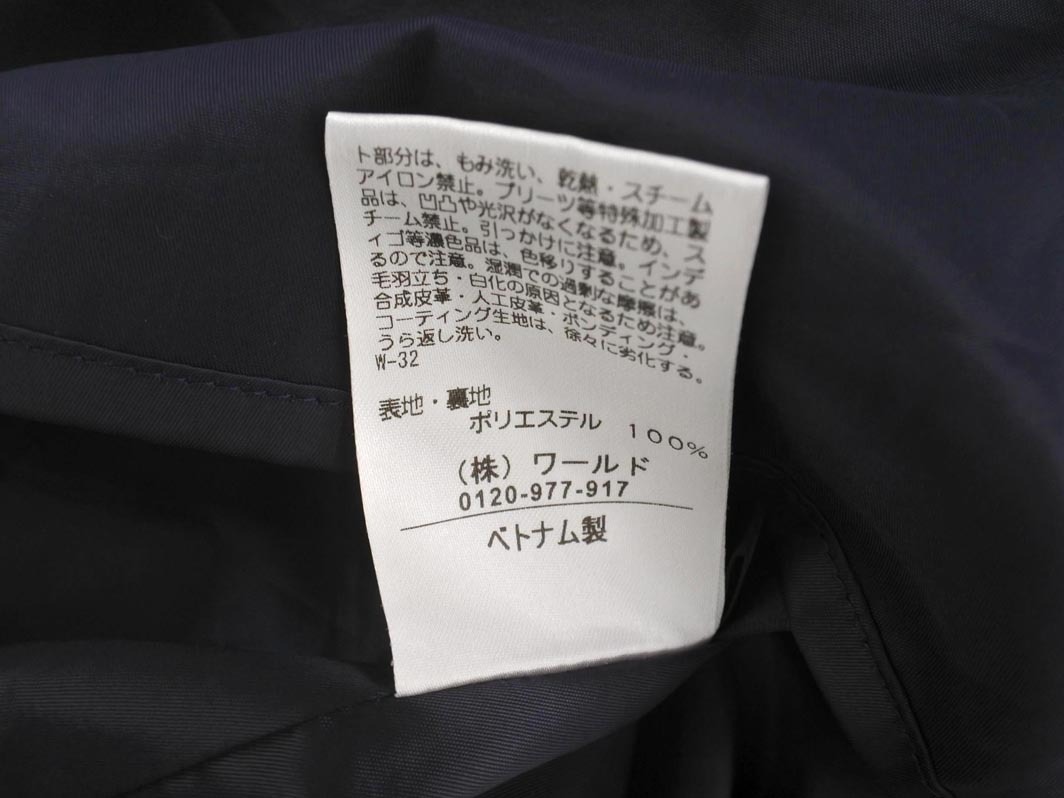 ト部分は、もみ洗い、乾熱・スチーム
アイロン禁止。プリーツ等特殊加工製
品は、凹凸や光沢がなくなるため、ス
チーム禁止。引っかけに注意。インデ
ィゴ等濃色品は、色移りすることがあ
るので注意。湿潤での過剰な摩擦は、
毛羽立ち・白化の原因となるため注意。
合成皮革・人工皮革・ボンディング・
コーティング生地は、徐々に劣化する。
うら返し洗い。
W-32
表地・裏地
ポリエステル 100%
(株) ワールド
0120-977-917
ベトナム製